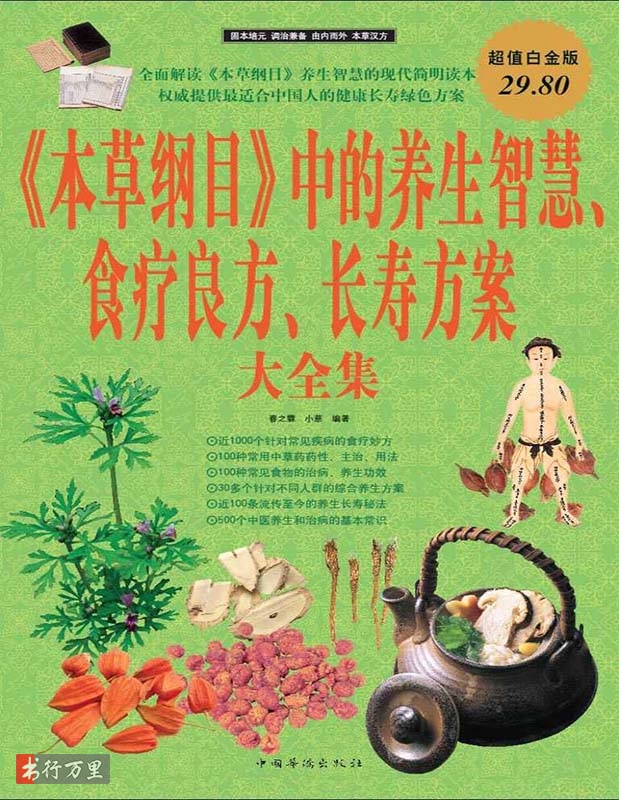 固本培元 调治兼备 由内而外 本草汉方
全面解读《本草纲目》养生智慧的现代简明读本
权威提供最适合中国人的健康长寿绿色方案
超值白金版
29.80
《本草纲目》中的养生智慧、
食疗良方、长寿方案
大全集
春之霖 小慈 编著
近1000个针对常见疾病的食疗妙方
100种常用中草药药性、主治、用法
100种常见食物的治病、养生功效
30多个针对不同人群的综合养生方案
近100条流传至今的养生长寿秘法
500个中医养生和治病的基本常识
书行万里
中国华侨出版社